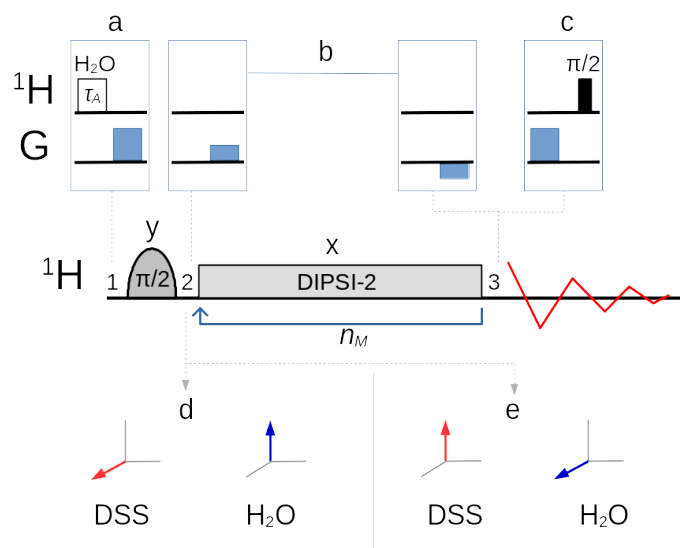 a
b
c
H₂O
π/2
¹H
τA
G
y
x
¹H
1
π/2
2
DIPSI-2
3
nM
d
e
DSS
H₂O
DSS
H₂O